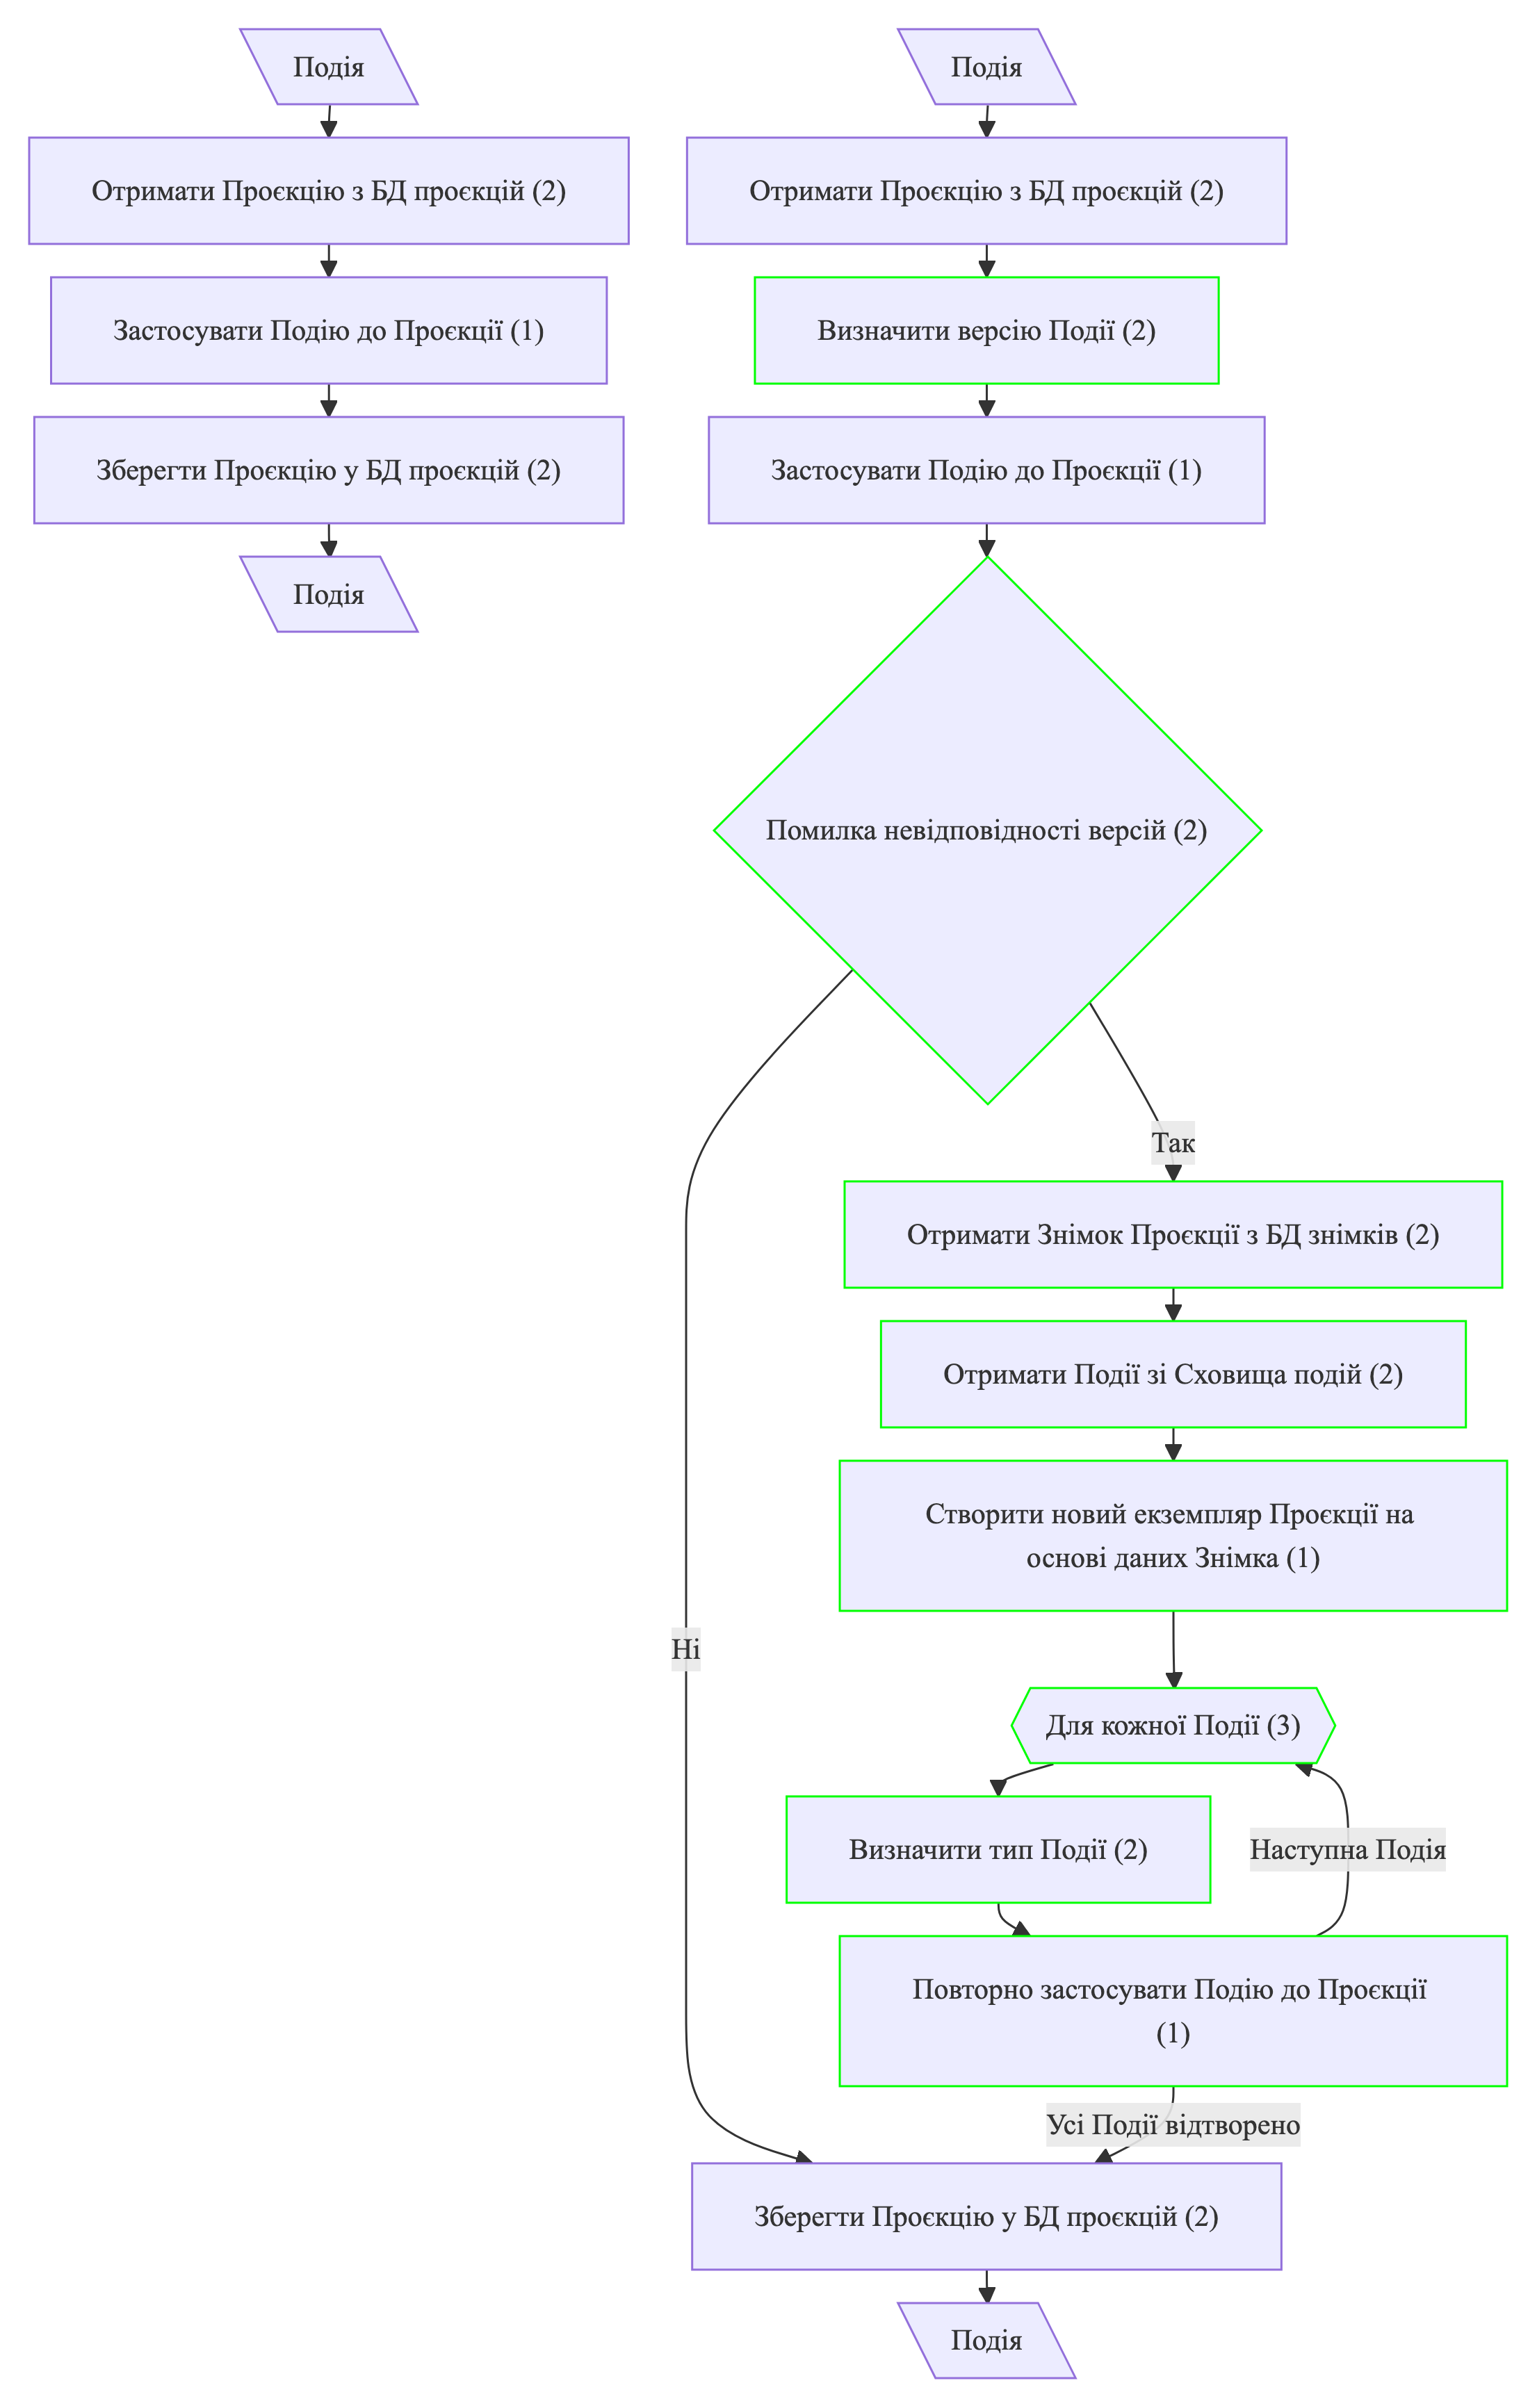 Подія
Отримати Проєкцію з БД проєкцій (2)
Застосувати Подію до Проєкції (1)
Зберегти Проєкцію у БД проєкцій (2)
Подія
Подія
Отримати Проєкцію з БД проєкцій (2)
Визначити версію Події (2)
Застосувати Подію до Проєкції (1)
Помилка невідповідності версій (2)
Так
Отримати Знімок Проєкції з БД знімків (2)
Отримати Події зі Сховища подій (2)
Створити новий екземпляр Проєкції на
основі даних Знімка (1)
Ні
Для кожної Події (3)
Визначити тип Події (2)
Наступна Подія
Повторно застосувати Подію до Проєкції
(1)
Усі Події відтворено
Зберегти Проєкцію у БД проєкцій (2)
Подія